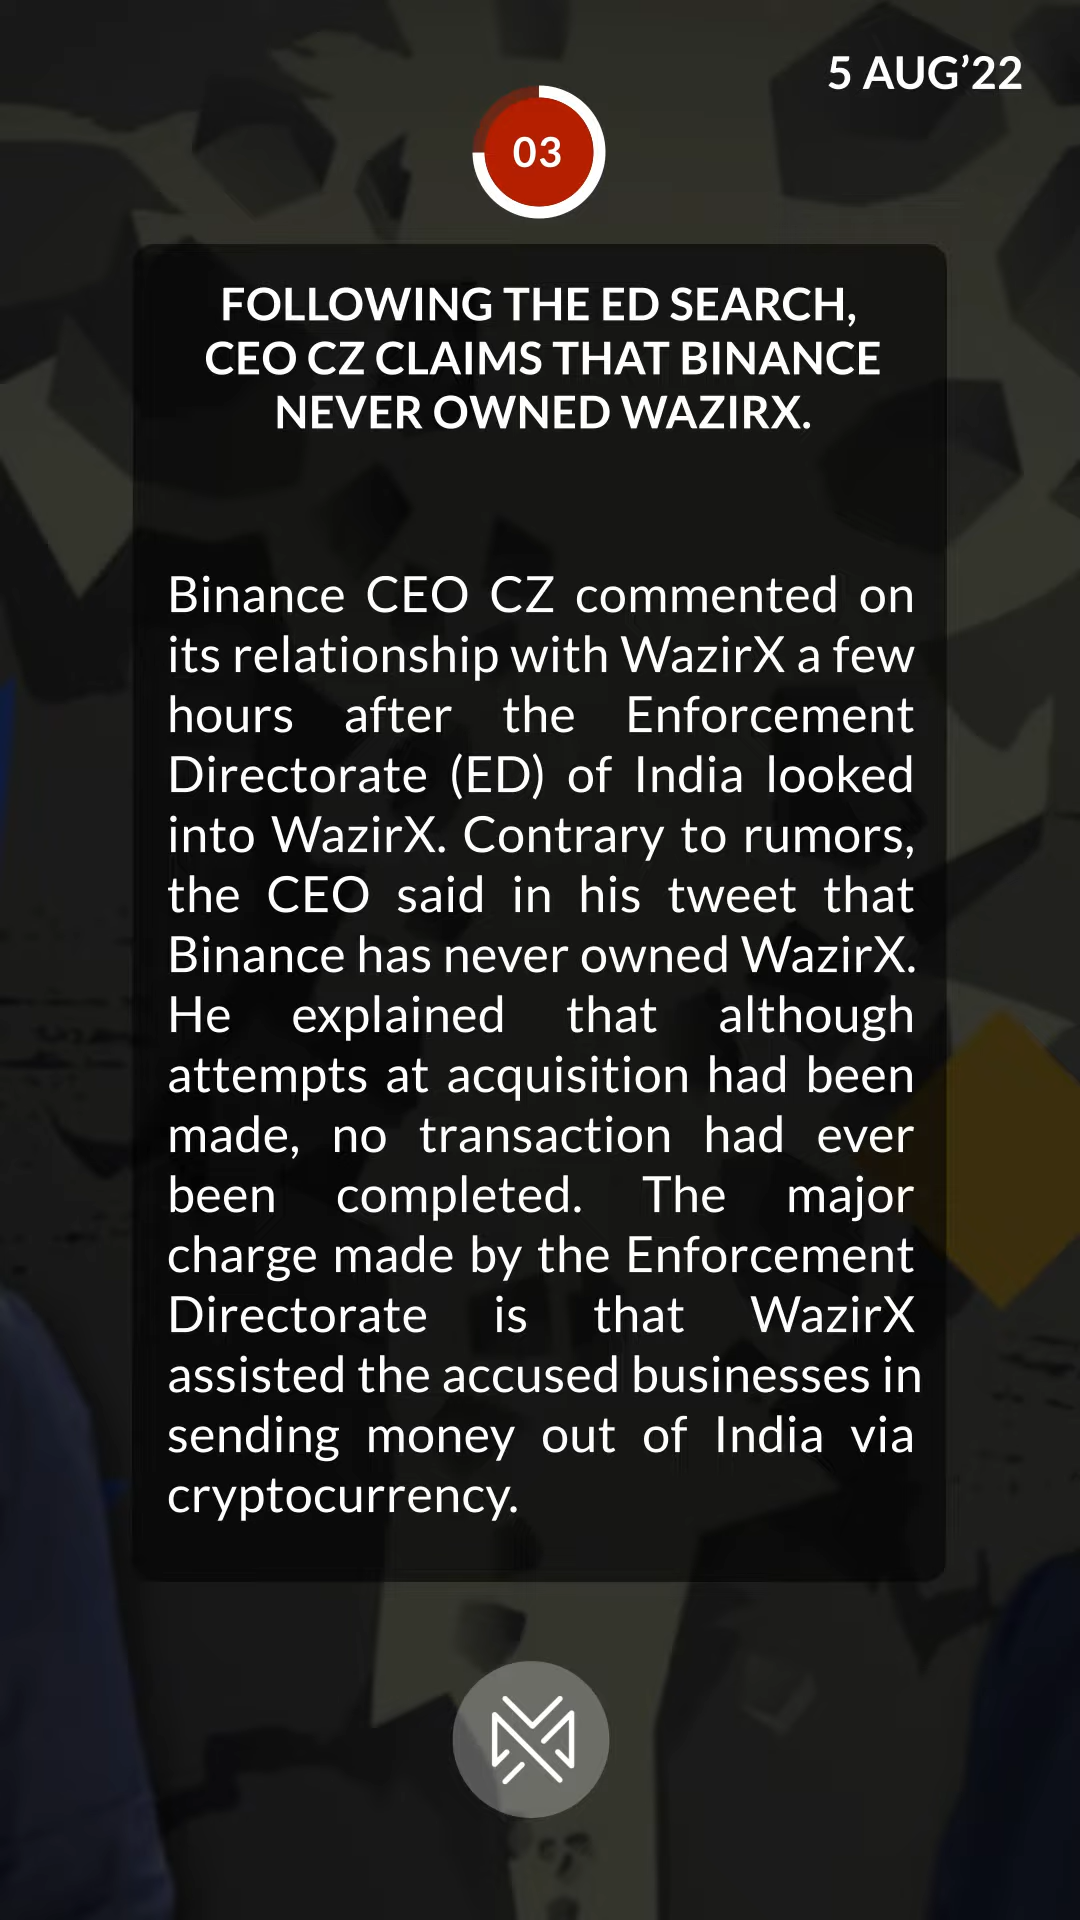 5 AUG’22
03
FOLLOWING THE ED SEARCH,
CEO CZ CLAIMS THAT BINANCE
NEVER OWNED WAZIRX.
Binance CEO CZ commented on
its relationship with WazirX a few
hours after the Enforcement
Directorate (ED) of India looked
into WazirX. Contrary to rumors,
the CEO said in his tweet that
Binance has never owned WazirX.
He explained that although
attempts at acquisition had been
made, no transaction had ever
been completed. The major
charge made by the Enforcement
Directorate is that WazirX
assisted the accused businesses in
sending money out of India via
cryptocurrency.